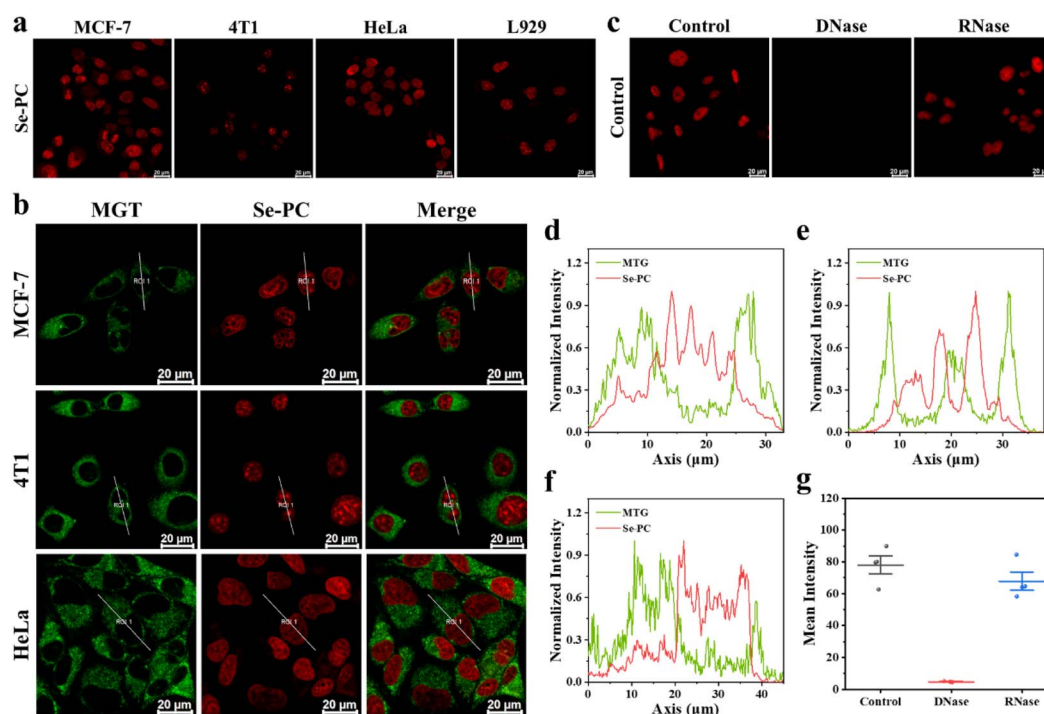 a
MCF-7 4T1 HeLa L929
Se-PC
20 µm 20 µm 20 µm 20 µm
c
Control DNase RNase
Control
20 µm 20 µm 20 µm
b
MGT Se-PC Merge
MCF-7
ROI 1 ROI 1 ROI 1
20 µm 20 µm 20 µm
4T1
ROI 1 ROI 1 ROI 1
20 µm 20 µm 20 µm
HeLa
ROI 1 ROI 1 ROI 1
20 µm 20 µm 20 µm
d
MTG
Se-PC
Normalized Intensity
1.2
0.9
0.6
0.3
0.0
0 10 20 30
Axis (µm)
e
MTG
Se-PC
Normalized Intensity
1.2
0.9
0.6
0.3
0.0
0 10 20 30
Axis (µm)
f
MTG
Se-PC
Normalized Intensity
1.2
0.9
0.6
0.3
0.0
0 10 20 30 40
Axis (µm)
g
Mean Intensity
120
100
80
60
40
20
0
Control DNase RNase